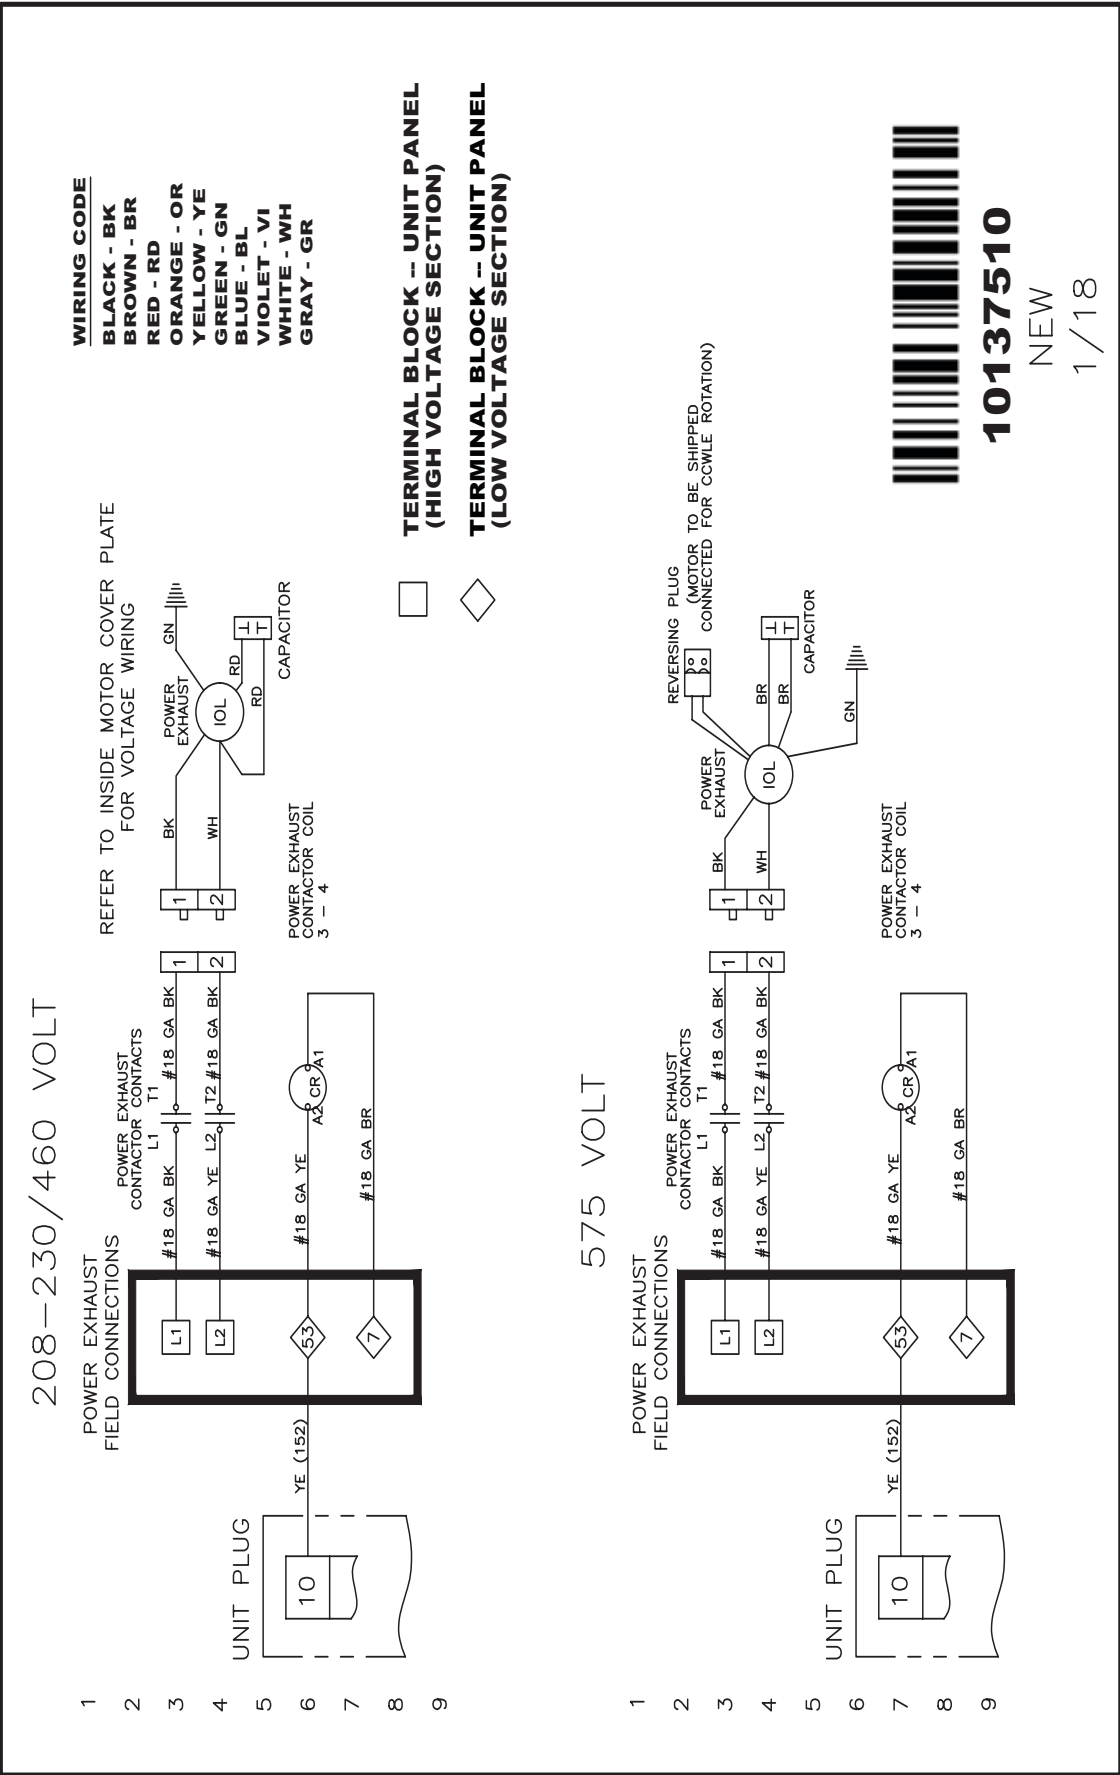 208–230/460 VOLT
POWER EXHAUST
FIELD CONNECTIONS
POWER EXHAUST
CONTACTOR CONTACTS
REFER TO INSIDE MOTOR COVER PLATE
FOR VOLTAGE WIRING
WIRING CODE
BLACK - BK
BROWN - BR
RED - RD
ORANGE - OR
YELLOW - YE
GREEN - GN
BLUE - BL
VIOLET - VI
WHITE - WH
GRAY - GR
1
2
3
4
5
6
7
8
9
UNIT PLUG
10
YE (152)
L1
L2
53
7
#18 GA BK
L1
T1
#18 GA BK
#18 GA YE
L2
T2
#18 GA BK
#18 GA YE
A2
CR
A1
#18 GA BR
1
2
1
2
BK
WH
POWER
EXHAUST
IOL
GN
RD
RD
CAPACITOR
POWER EXHAUST
CONTACTOR COIL
3 – 4
TERMINAL BLOCK -- UNIT PANEL
(HIGH VOLTAGE SECTION)
TERMINAL BLOCK -- UNIT PANEL
(LOW VOLTAGE SECTION)
575 VOLT
POWER EXHAUST
FIELD CONNECTIONS
POWER EXHAUST
CONTACTOR CONTACTS
1
2
3
4
5
6
7
8
9
UNIT PLUG
10
YE (152)
L1
L2
53
7
#18 GA BK
L1
T1
#18 GA BK
#18 GA YE
L2
T2
#18 GA BK
#18 GA YE
A2
CR
A1
#18 GA BR
1
2
1
2
BK
WH
POWER
EXHAUST
IOL
REVERSING PLUG
(MOTOR TO BE SHIPPED
CONNECTED FOR CCWLE ROTATION)
BR
BR
CAPACITOR
GN
POWER EXHAUST
CONTACTOR COIL
3 – 4
10137510
NEW
1/18